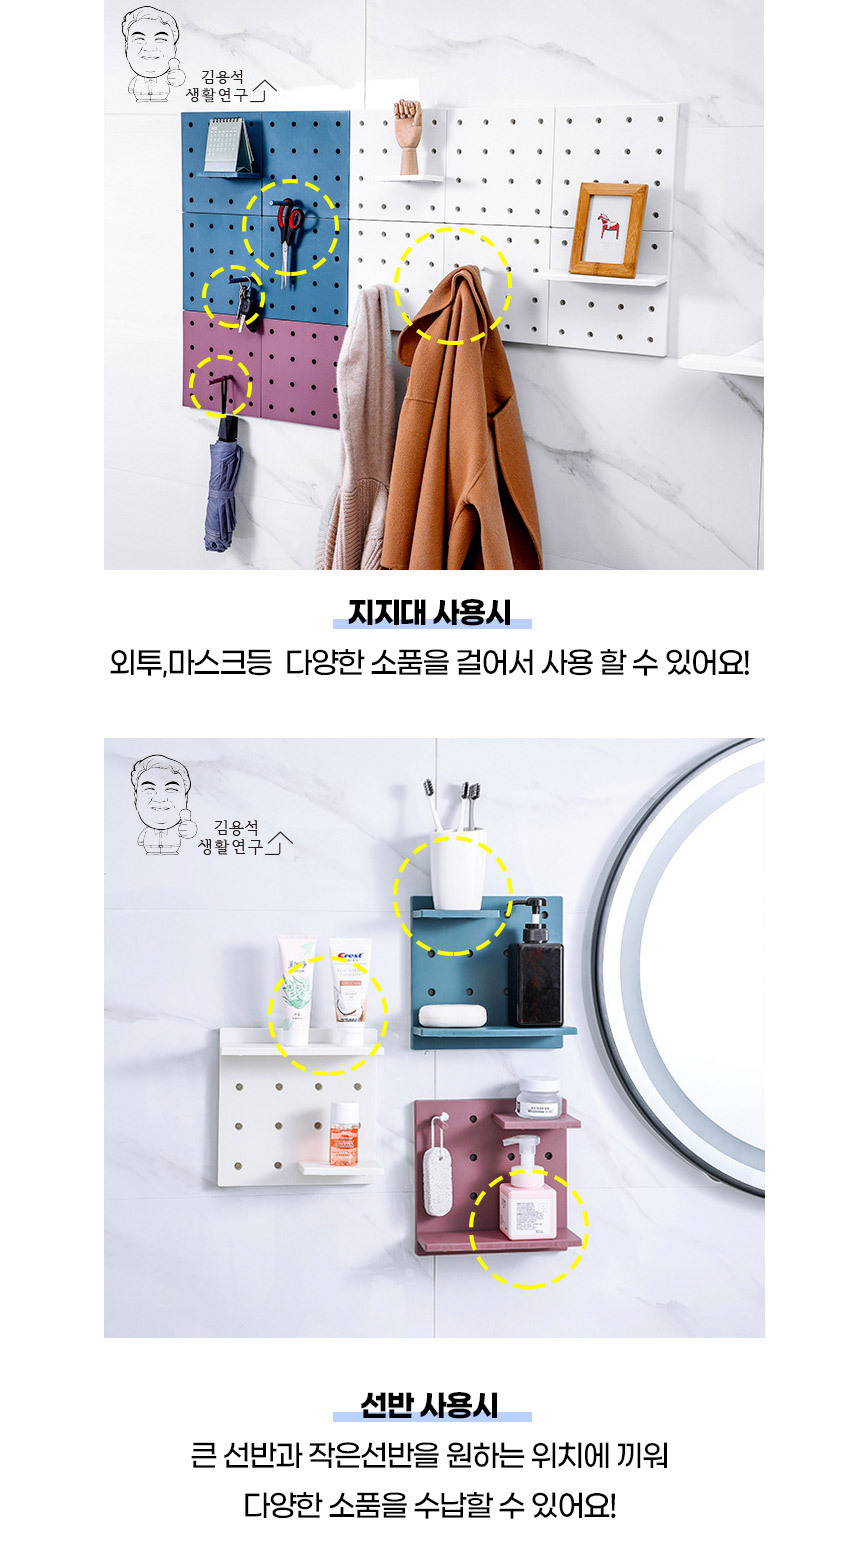 김용석
생활연구
지지대 사용시
외투,마스크등 다양한 소품을 걸어서 사용 할 수 있어요!
김용석
생활연구
Crest
선반 사용시
큰 선반과 작은선반을 원하는 위치에 끼워
다양한 소품을 수납할 수 있어요!